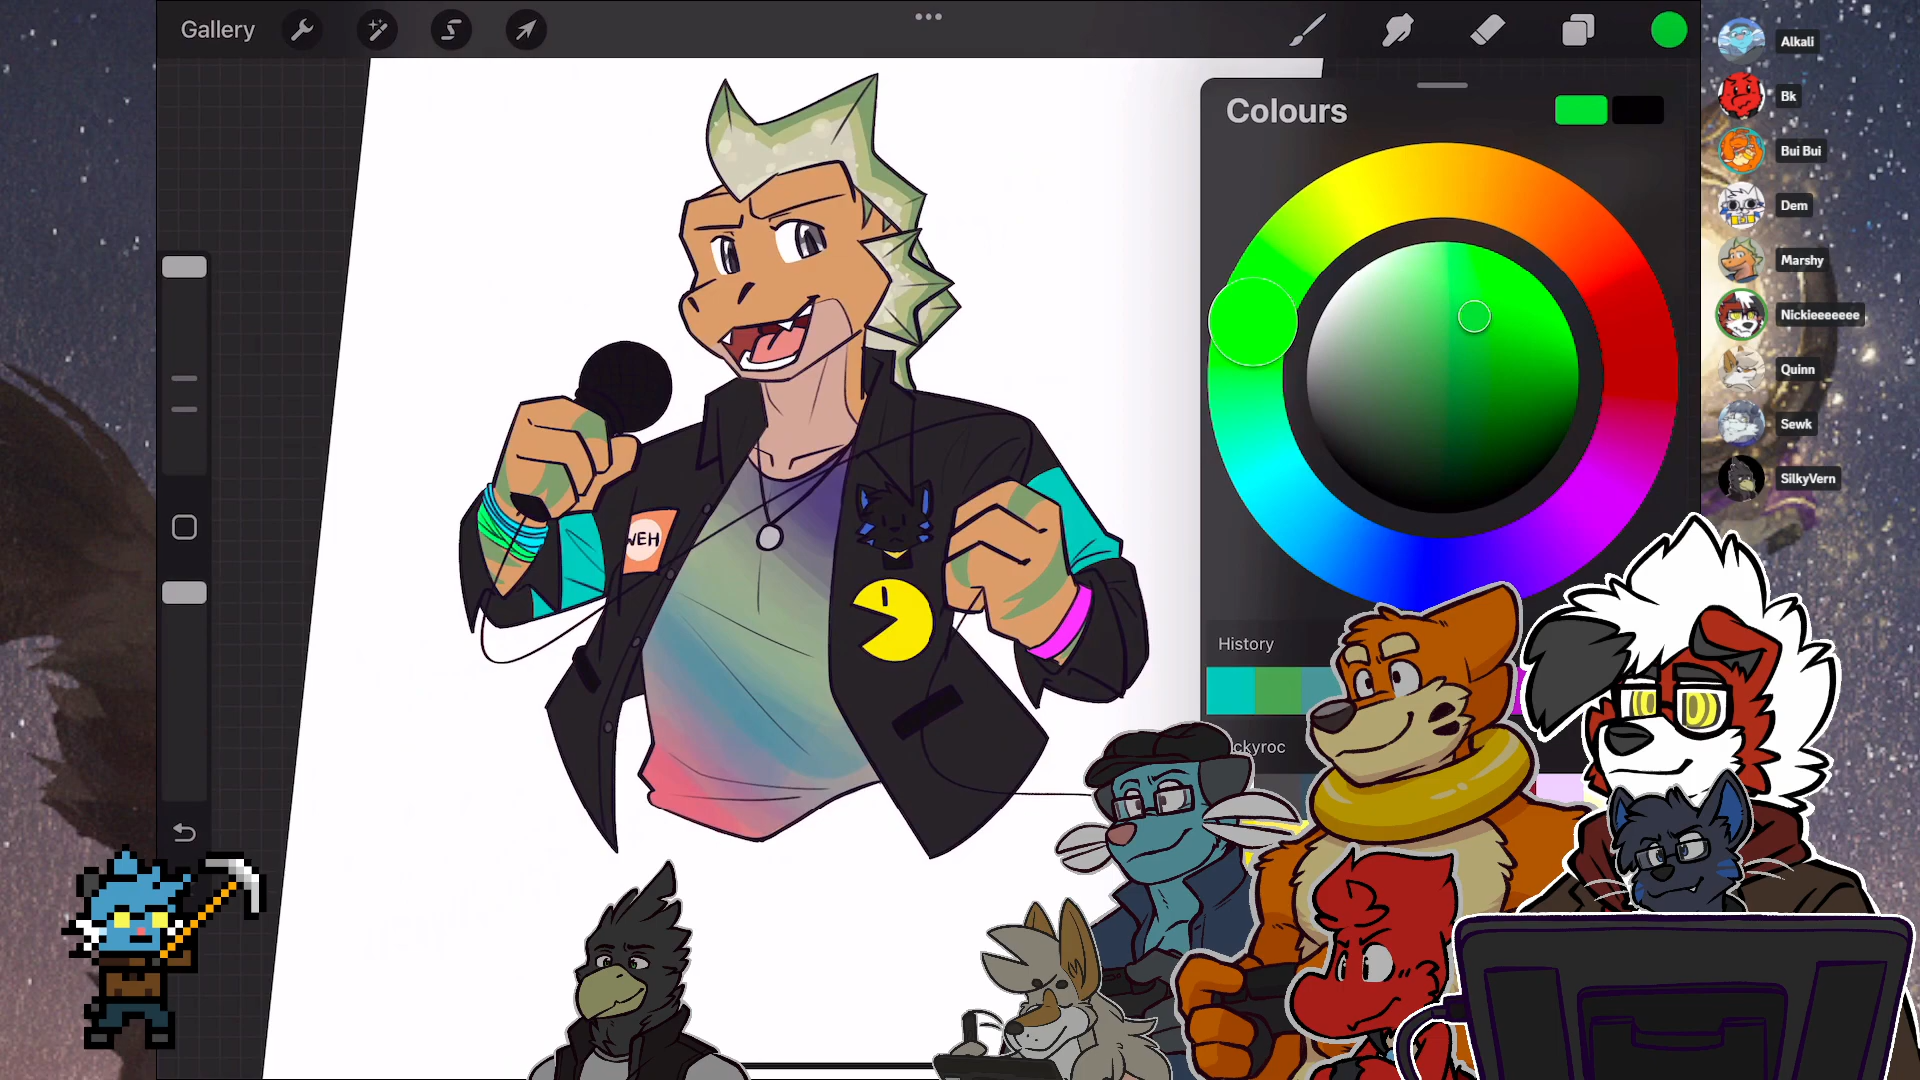 Gallery
Colours
History
ckyroc
WEH
Alkali
Bk
Bui Bui
Dem
Marshy
Nickieeeeeee
Quinn
Sewk
SilkyVern